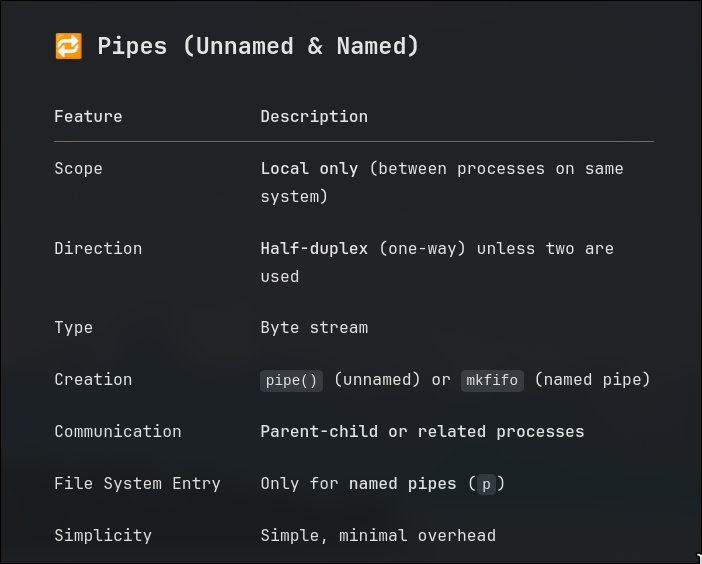 🔁 Pipes (Unnamed & Named)
Feature Description
Scope Local only (between processes on same
system)
Direction Half-duplex (one-way) unless two are
used
Type Byte stream
Creation pipe() (unnamed) or mkfifo (named pipe)
Communication Parent-child or related processes
File System Entry Only for named pipes (p)
Simplicity Simple, minimal overhead